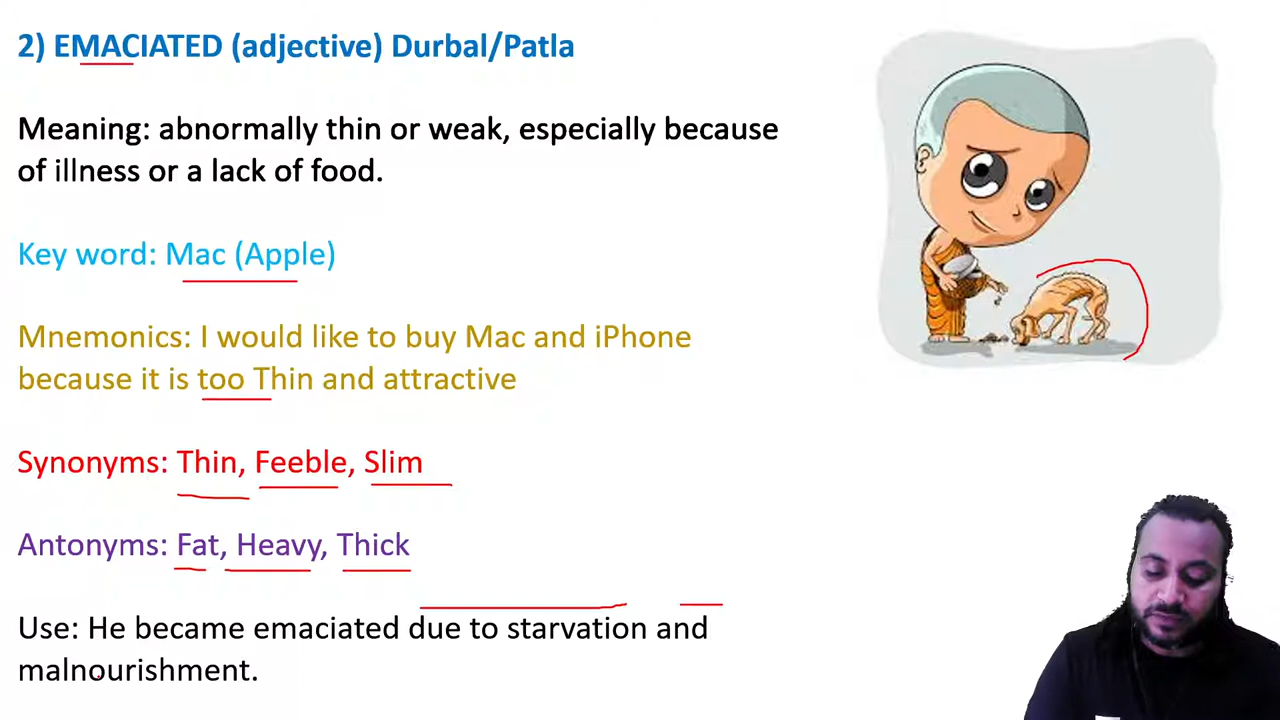 2) EMACIATED (adjective) Durbal/Patla
Meaning: abnormally thin or weak, especially because
of illness or a lack of food.
Key word: Mac (Apple)
Mnemonics: I would like to buy Mac and iPhone
because it is too Thin and attractive
Synonyms: Thin, Feeble, Slim
Antonyms: Fat, Heavy, Thick
Use: He became emaciated due to starvation and
malnourishment.